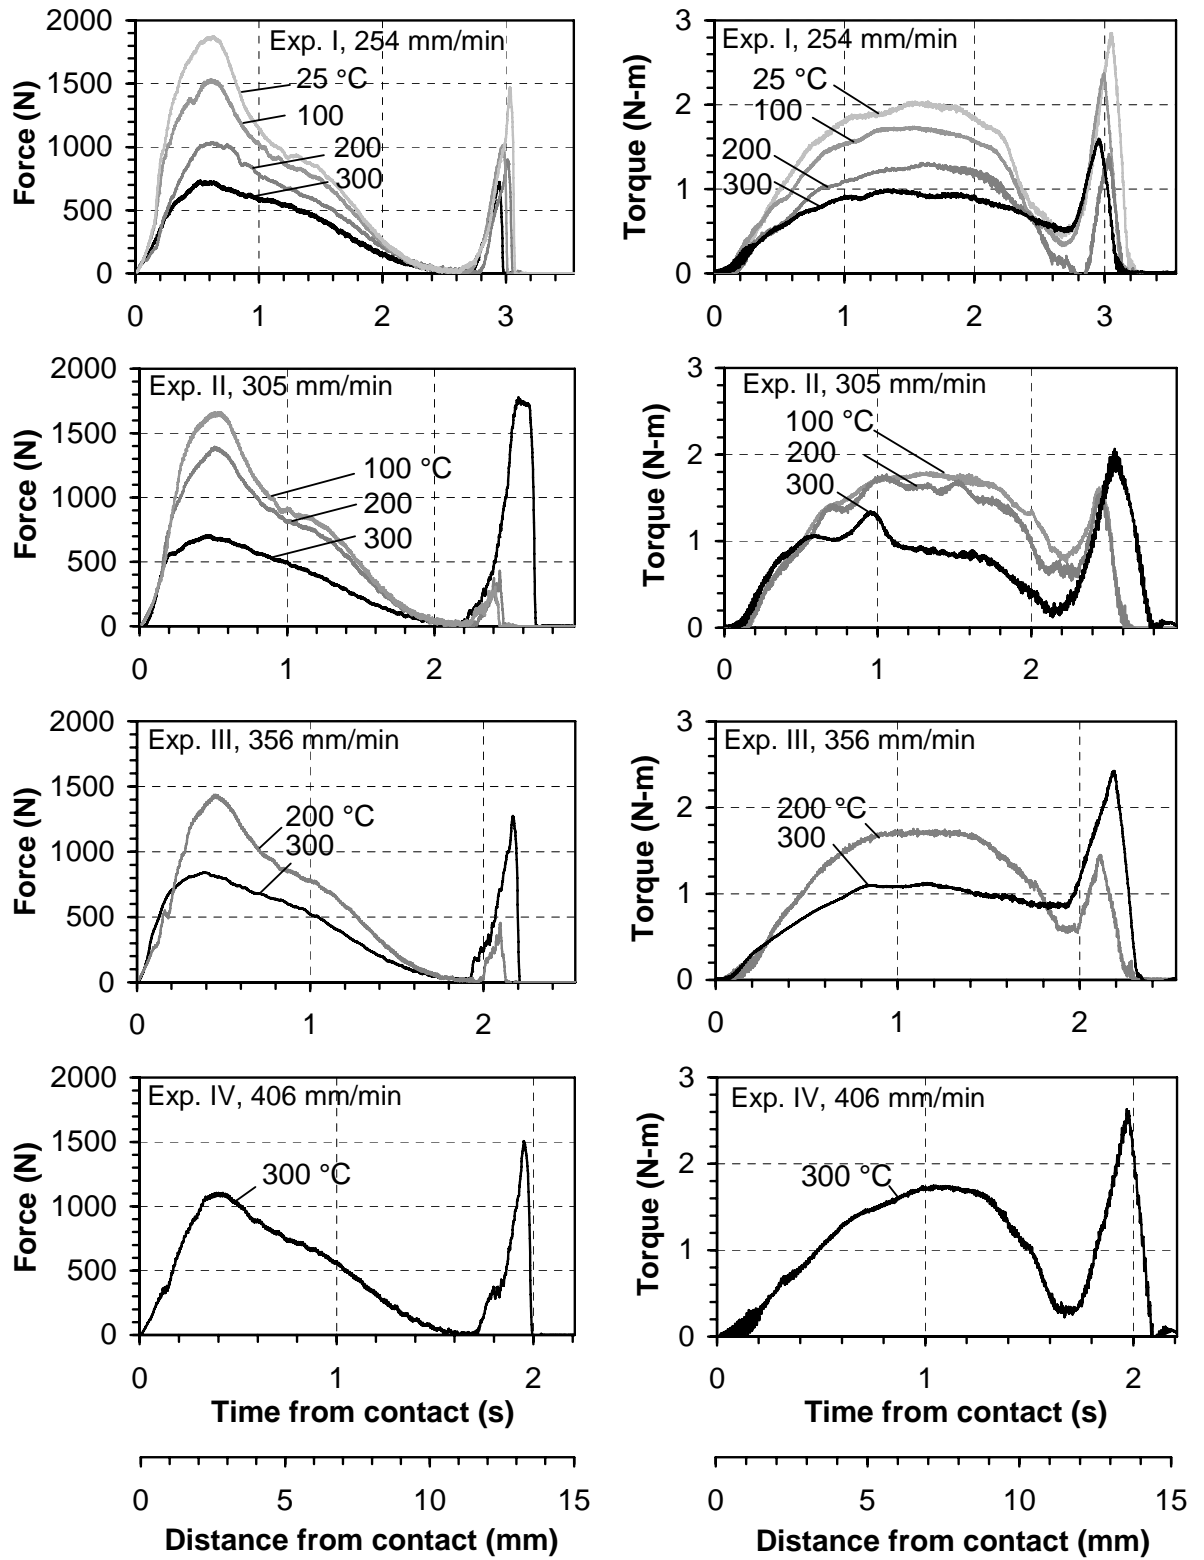 Exp. I, 254 mm/min
2000
1500
1000
500
0
Force (N)
25 °C
100
200
300
0 1 2 3
Exp. I, 254 mm/min
3
2
1
0
Torque (N-m)
25 °C
100
200
300
0 1 2 3
Exp. II, 305 mm/min
2000
1500
1000
500
0
Force (N)
100 °C
200
300
0 1 2
Exp. II, 305 mm/min
3
2
1
0
Torque (N-m)
100 °C
200
300
0 1 2
Exp. III, 356 mm/min
2000
1500
1000
500
0
Force (N)
200 °C
300
0 1 2
Exp. III, 356 mm/min
3
2
1
0
Torque (N-m)
200 °C
300
0 1 2
Exp. IV, 406 mm/min
2000
1500
1000
500
0
Force (N)
300 °C
0 1 2
Time from contact (s)
Exp. IV, 406 mm/min
3
2
1
0
Torque (N-m)
300 °C
0 1 2
Time from contact (s)
0 5 10 15
Distance from contact (mm)
0 5 10 15
Distance from contact (mm)